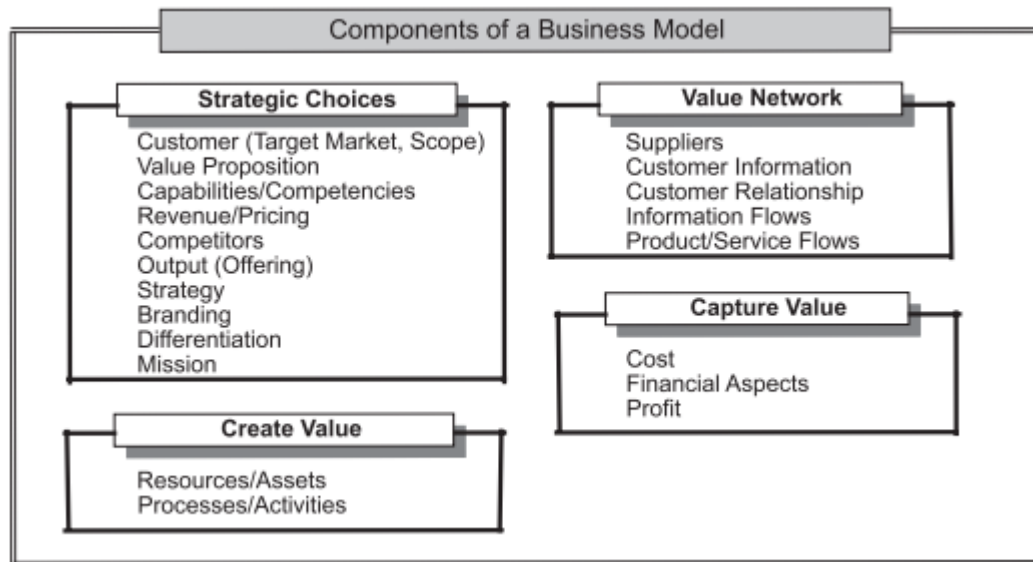 Components of a Business Model
Strategic Choices
Customer (Target Market, Scope)
Value Proposition
Capabilities/Competencies
Revenue/Pricing
Competitors
Output (Offering)
Strategy
Branding
Differentiation
Mission
Create Value
Resources/Assets
Processes/Activities
Value Network
Suppliers
Customer Information
Customer Relationship
Information Flows
Product/Service Flows
Capture Value
Cost
Financial Aspects
Profit